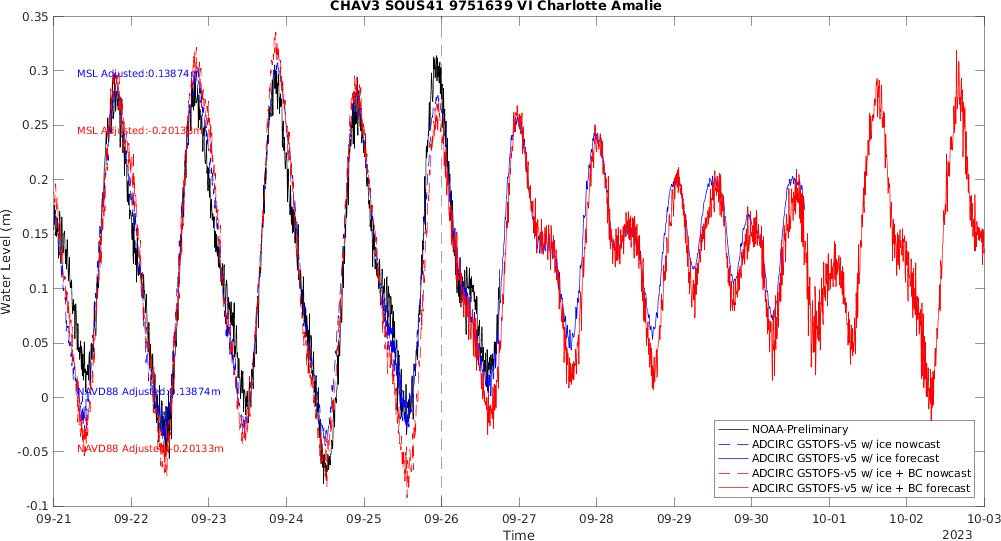 CHAV3 SOUS41 9751639 VI Charlotte Amalie
0.35
0.3
0.25
0.2
0.15
0.1
0.05
0
-0.05
-0.1
Water Level (m)
MSL Adjusted:0.13874m
MSL Adjusted:-0.20133m
NAVD88 Adjusted:0.13874m
NAVD88 Adjusted:-0.20133m
NOAA-Preliminary
ADCIRC GSTOFS-v5 w/ ice nowcast
ADCIRC GSTOFS-v5 w/ ice forecast
ADCIRC GSTOFS-v5 w/ ice + BC nowcast
ADCIRC GSTOFS-v5 w/ ice + BC forecast
09-21 09-22 09-23 09-24 09-25 09-26 09-27 09-28 09-29 09-30 10-01 10-02 10-03
Time
2023